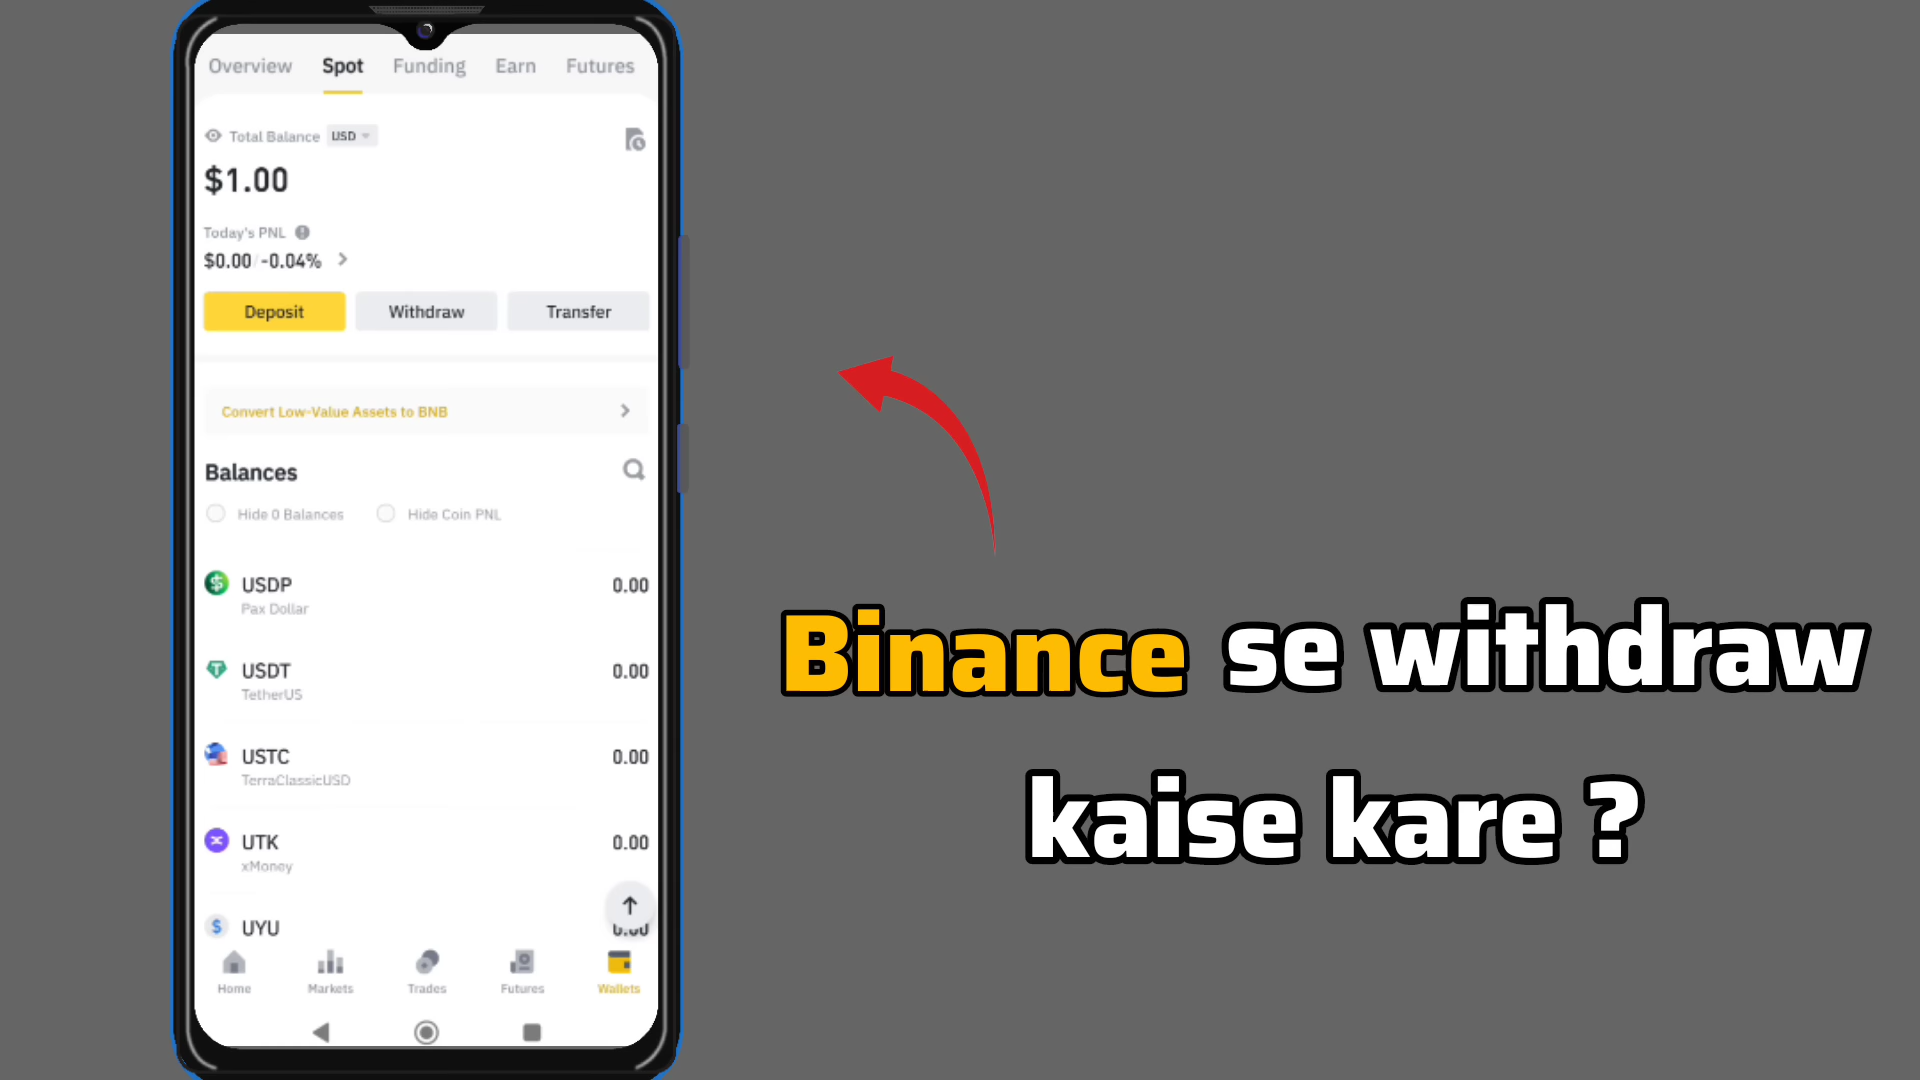 Overview Spot Funding Earn Futures
Total Balance USD
$1.00
Today's PNL
$0.00/-0.04%
Deposit Withdraw Transfer
Convert Low-Value Assets to BNB
Balances
Hide 0 Balances Hide Coin PNL
USDP 0.00
Pax Dollar
USDT 0.00
TetherUS
USTC 0.00
TerraClassicUSD
UTK 0.00
xMoney
UYU 0.00
Home Markets Trades Futures Wallets
Binance se withdraw
kaise kare ?